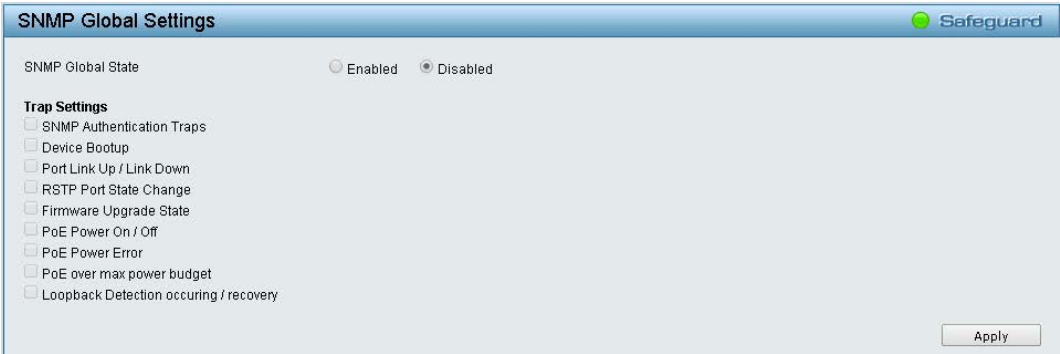 SNMP Global Settings
Safeguard
SNMP Global State
Enabled
Disabled
Trap Settings
SNMP Authentication Traps
Device Bootup
Port Link Up / Link Down
RSTP Port State Change
Firmware Upgrade State
PoE Power On / Off
PoE Power Error
PoE over max power budget
Loopback Detection occuring / recovery
Apply